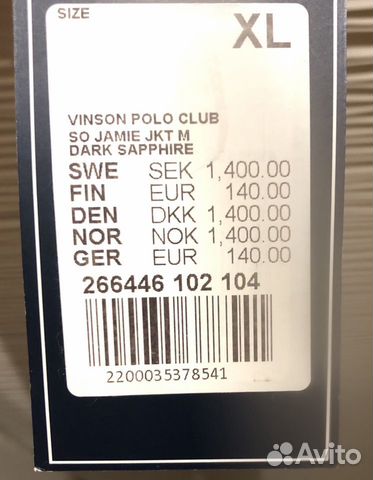 SIZE
XL
VINSON POLO CLUB
SO JAMIE JKT M
DARK SAPPHIRE
SWE SEK 1,400.00
FIN EUR 140.00
DEN DKK 1,400.00
NOR NOK 1,400.00
GER EUR 140.00
266446 102 104
2200035378541
Avito